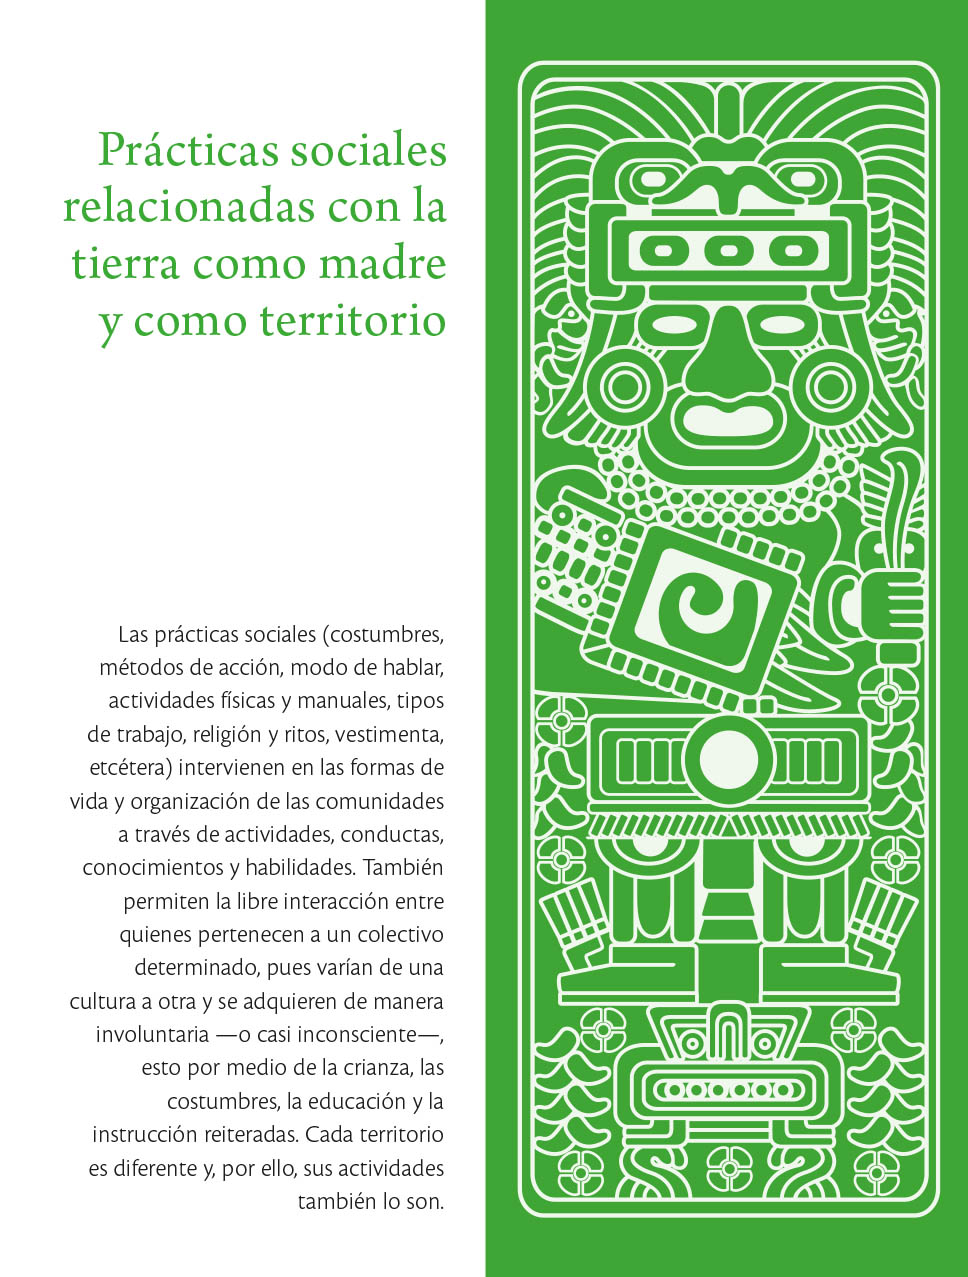 Prácticas sociales
relacionadas con la
tierra como madre
y como territorio
Las prácticas sociales (costumbres,
métodos de acción, modo de hablar,
actividades físicas y manuales, tipos
de trabajo, religión y ritos, vestimenta,
etcétera) intervienen en las formas de
vida y organización de las comunidades
a través de actividades, conductas,
conocimientos y habilidades. También
permiten la libre interacción entre
quienes pertenecen a un colectivo
determinado, pues varían de una
cultura a otra y se adquieren de manera
involuntaria —o casi inconsciente—,
esto por medio de la crianza, las
costumbres, la educación y la
instrucción reiteradas. Cada territorio
es diferente y, por ello, sus actividades
también lo son.